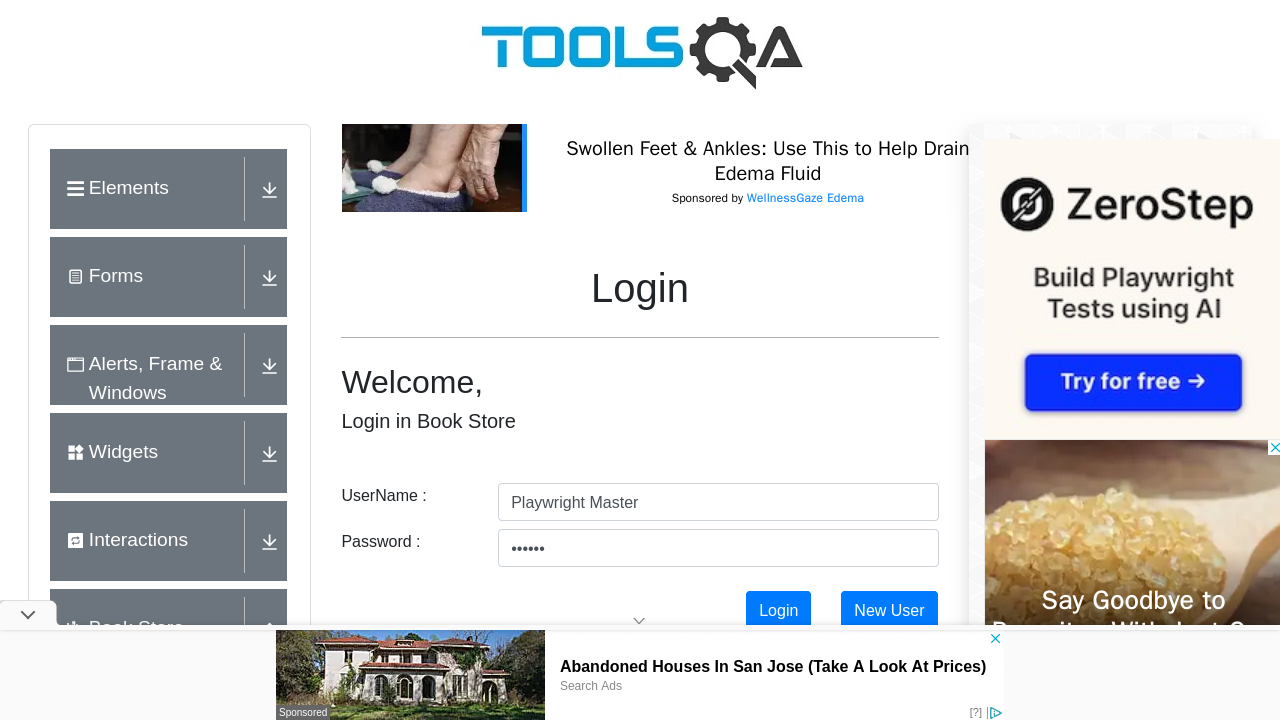 TOOLSQA
Elements
Forms
Alerts, Frame &
Windows
Widgets
Interactions
Swollen Feet & Ankles: Use This to Help Drain
Edema Fluid
Sponsored by WellnessGaze Edema
Login
Welcome,
Login in Book Store
UserName :
Playwright Master
Password :
••••••
Login
New User
ZeroStep
Build Playwright
Tests using AI
Try for free →
Say Goodbye to
Abandoned Houses In San Jose (Take A Look At Prices)
Search Ads
Sponsored
[?]